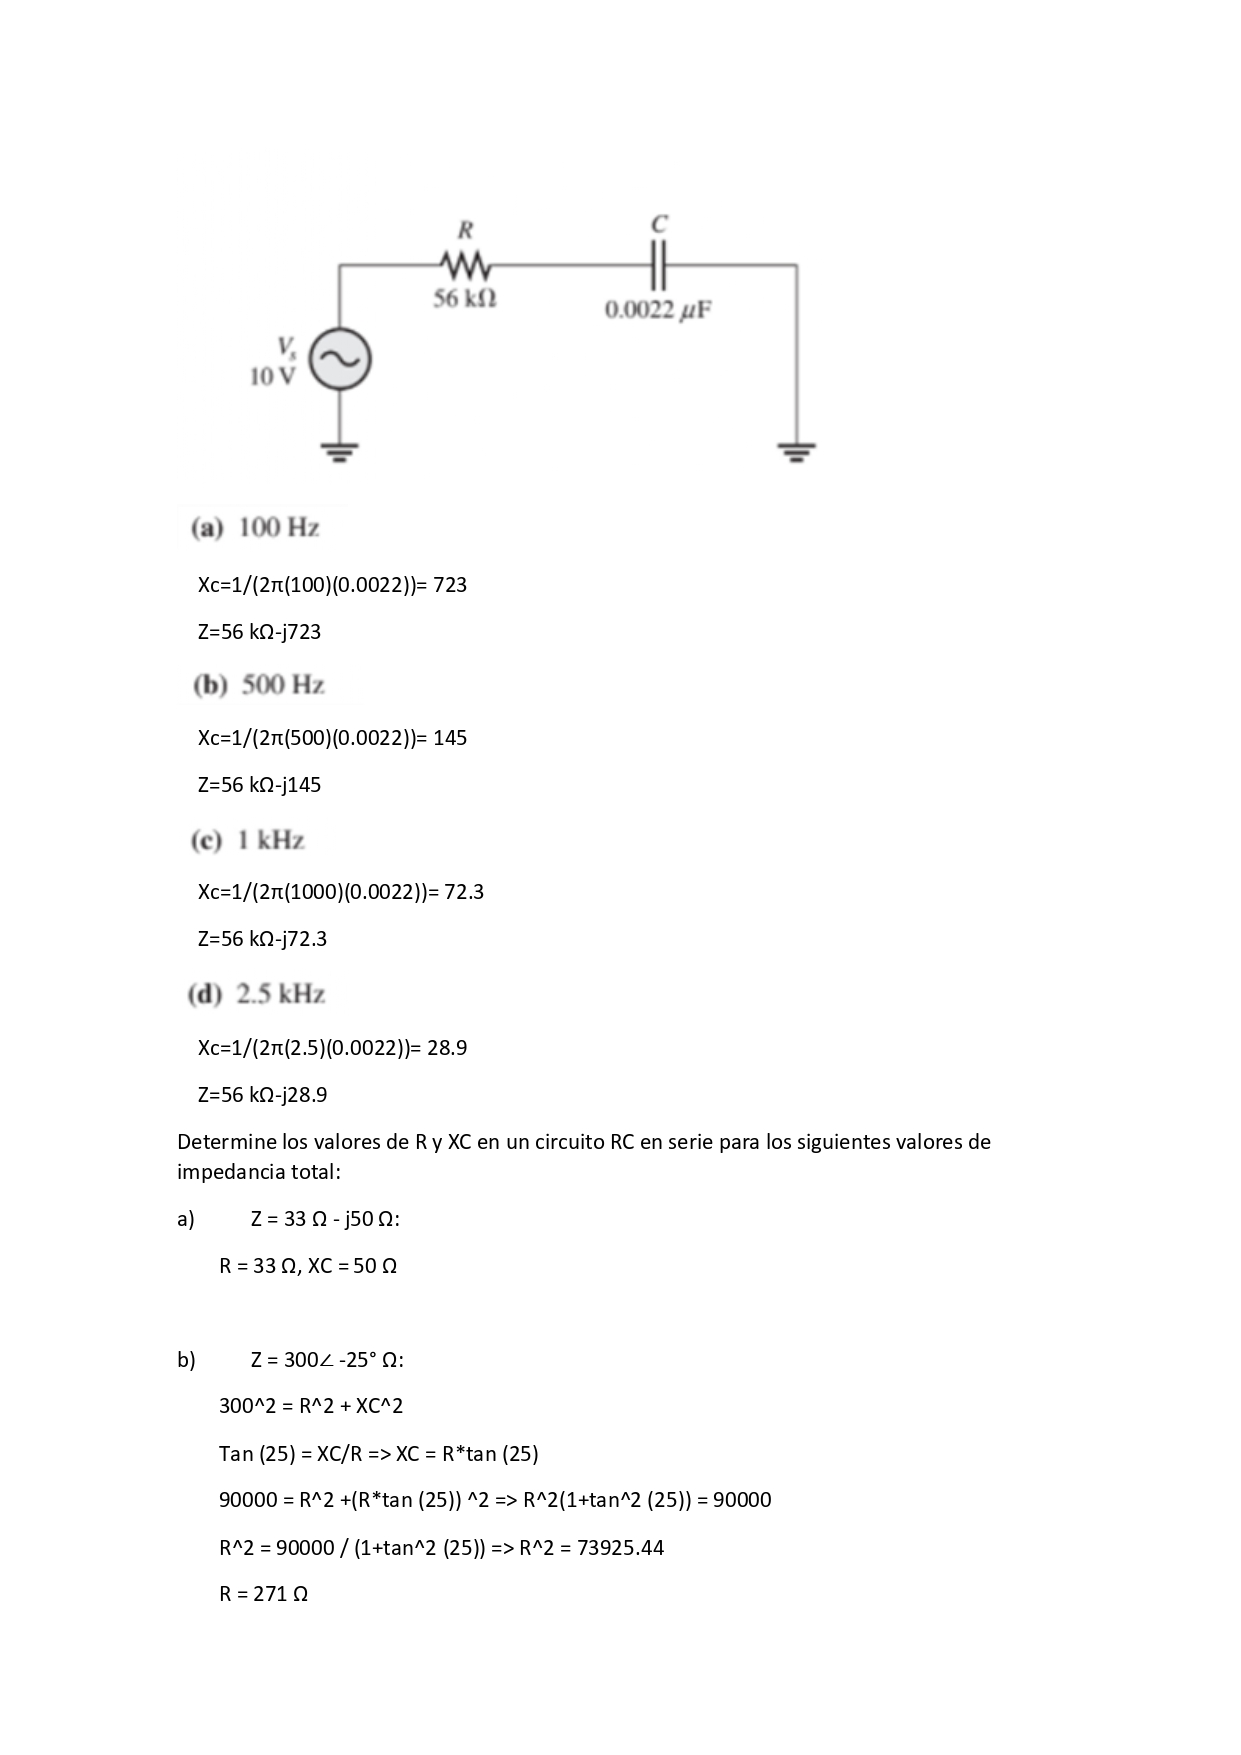 R
C
56 kΩ
0.0022 μF
Vs
10 V
(a) 100 Hz
Xc=1/(2π(100)(0.0022))= 723
Z=56 kΩ-j723
(b) 500 Hz
Xc=1/(2π(500)(0.0022))= 145
Z=56 kΩ-j145
(c) 1 kHz
Xc=1/(2π(1000)(0.0022))= 72.3
Z=56 kΩ-j72.3
(d) 2.5 kHz
Xc=1/(2π(2.5)(0.0022))= 28.9
Z=56 kΩ-j28.9
Determine los valores de R y XC en un circuito RC en serie para los siguientes valores de
impedancia total:
a) Z = 33 Ω - j50 Ω:
R = 33 Ω, XC = 50 Ω
b) Z = 300∠ -25° Ω:
300^2 = R^2 + XC^2
Tan (25) = XC/R => XC = R*tan (25)
90000 = R^2 +(R*tan (25)) ^2 => R^2(1+tan^2 (25)) = 90000
R^2 = 90000 / (1+tan^2 (25)) => R^2 = 73925.44
R = 271 Ω